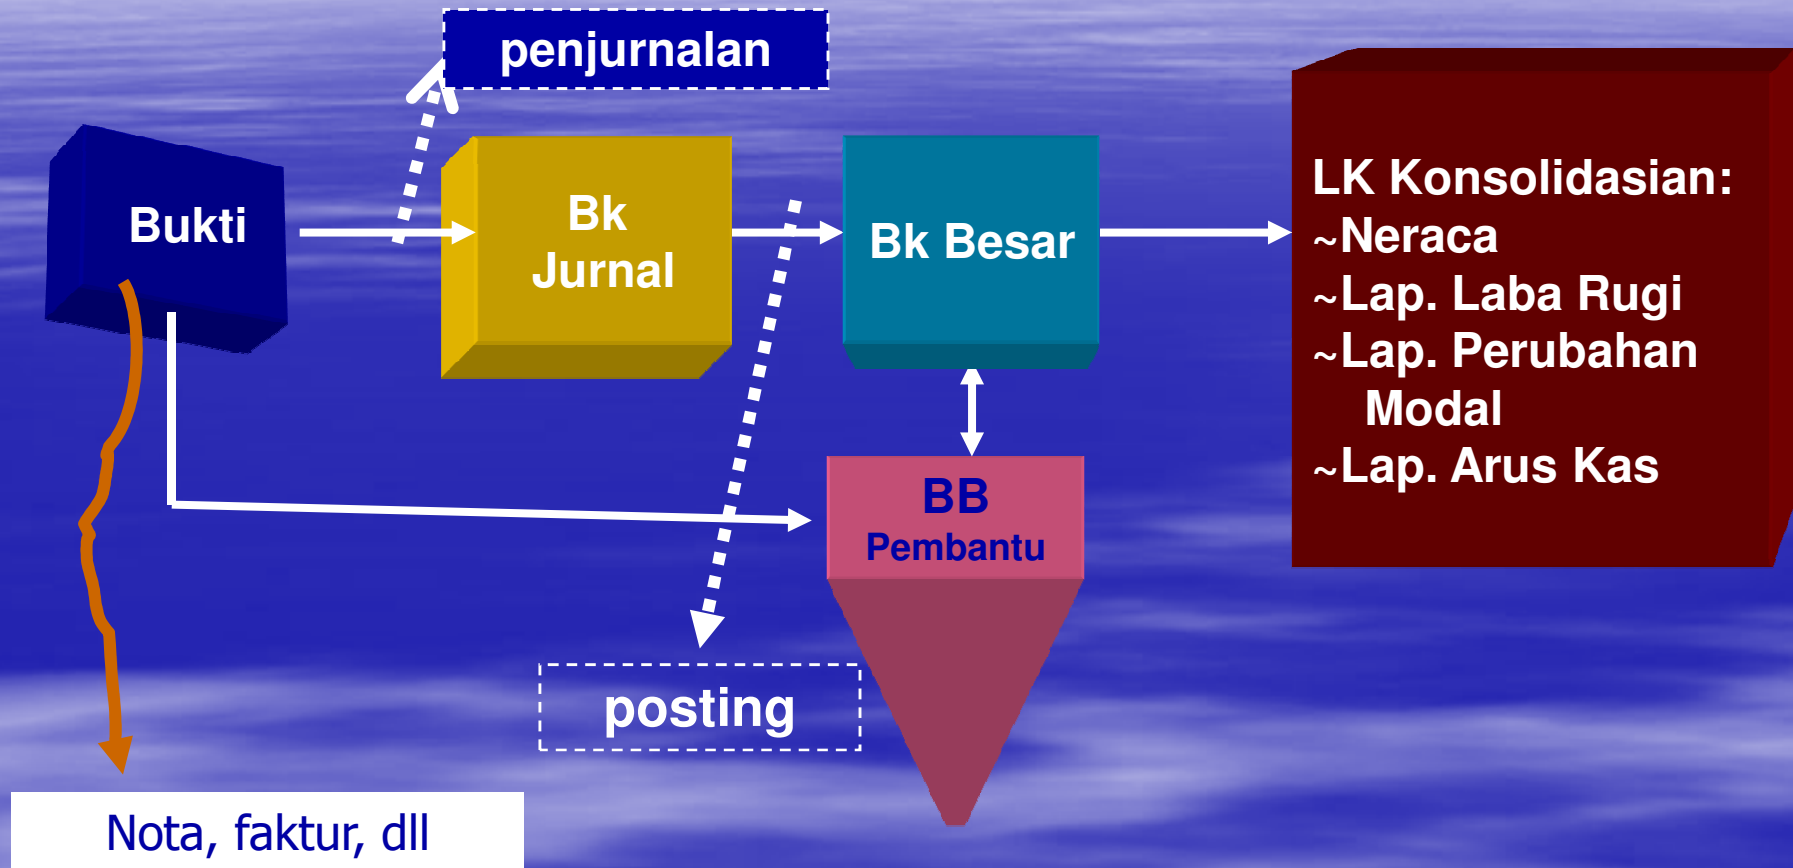 penjurnalan
Bukti
Bk
Jurnal
Bk Besar
LK Konsolidasian:
~Neraca
~Lap. Laba Rugi
~Lap. Perubahan
Modal
~Lap. Arus Kas
BB
Pembantu
posting
Nota, faktur, dll